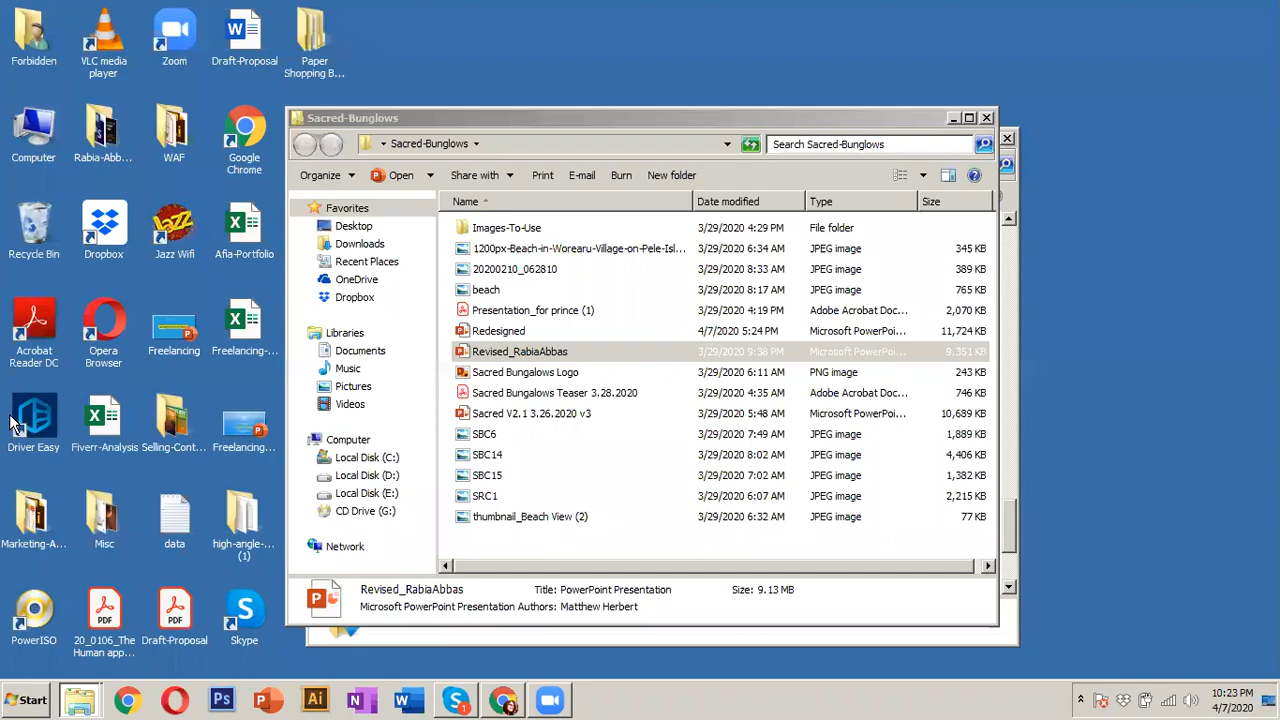 Forbidden
VLC media
player
Zoom
Draft-Proposal
Paper
Shopping B...
Computer
Rabia-Abb...
WAF
Google
Chrome
Recycle Bin
Dropbox
Jazz Wifi
Afia-Portfolio
Acrobat
Reader DC
Opera
Browser
Freelancing
Freelancing-...
Driver Easy
Fiverr-Analysis
Selling-Cont...
Freelancing...
Marketing-A...
Misc
data
high-angle-...
(1)
PowerISO
20_0106_The
Human app...
Draft-Proposal
Skype
Sacred-Bunglows
Sacred-Bunglows
Search Sacred-Bunglows
Organize
Open
Share with
Print
E-mail
Burn
New folder
Favorites
Desktop
Downloads
Recent Places
OneDrive
Dropbox
Libraries
Documents
Music
Pictures
Videos
Computer
Local Disk (C:)
Local Disk (D:)
Local Disk (E:)
CD Drive (G:)
Network
Name Date modified Type Size
Images-To-Use 3/29/2020 4:29 PM File folder
1200px-Beach-in-Worearu-Village-on-Pele-Isl... 3/29/2020 6:34 AM JPEG image 345 KB
20200210_062810 3/29/2020 8:33 AM JPEG image 389 KB
beach 3/29/2020 8:17 AM JPEG image 765 KB
Presentation_for prince (1) 3/29/2020 4:19 PM Adobe Acrobat Doc... 2,070 KB
Redesigned 4/7/2020 5:24 PM Microsoft PowerPoi... 11,724 KB
Revised_RabiaAbbas 3/29/2020 9:38 PM Microsoft PowerPoi... 9,351 KB
Sacred Bungalows Logo 3/29/2020 6:11 AM PNG image 243 KB
Sacred Bungalows Teaser 3.28.2020 3/29/2020 4:35 AM Adobe Acrobat Doc... 746 KB
Sacred V2.1 3.26.2020 v3 3/29/2020 5:48 AM Microsoft PowerPoi... 10,689 KB
SBC6 3/29/2020 7:49 AM JPEG image 1,889 KB
SBC14 3/29/2020 8:02 AM JPEG image 4,406 KB
SBC15 3/29/2020 7:02 AM JPEG image 1,382 KB
SRC1 3/29/2020 6:07 AM JPEG image 2,215 KB
thumbnail_Beach View (2) 3/29/2020 6:32 AM JPEG image 77 KB
Revised_RabiaAbbas Title: PowerPoint Presentation Size: 9.13 MB
Microsoft PowerPoint Presentation Authors: Matthew Herbert
Start
Ps
Ai
1
10:23 PM
4/7/2020